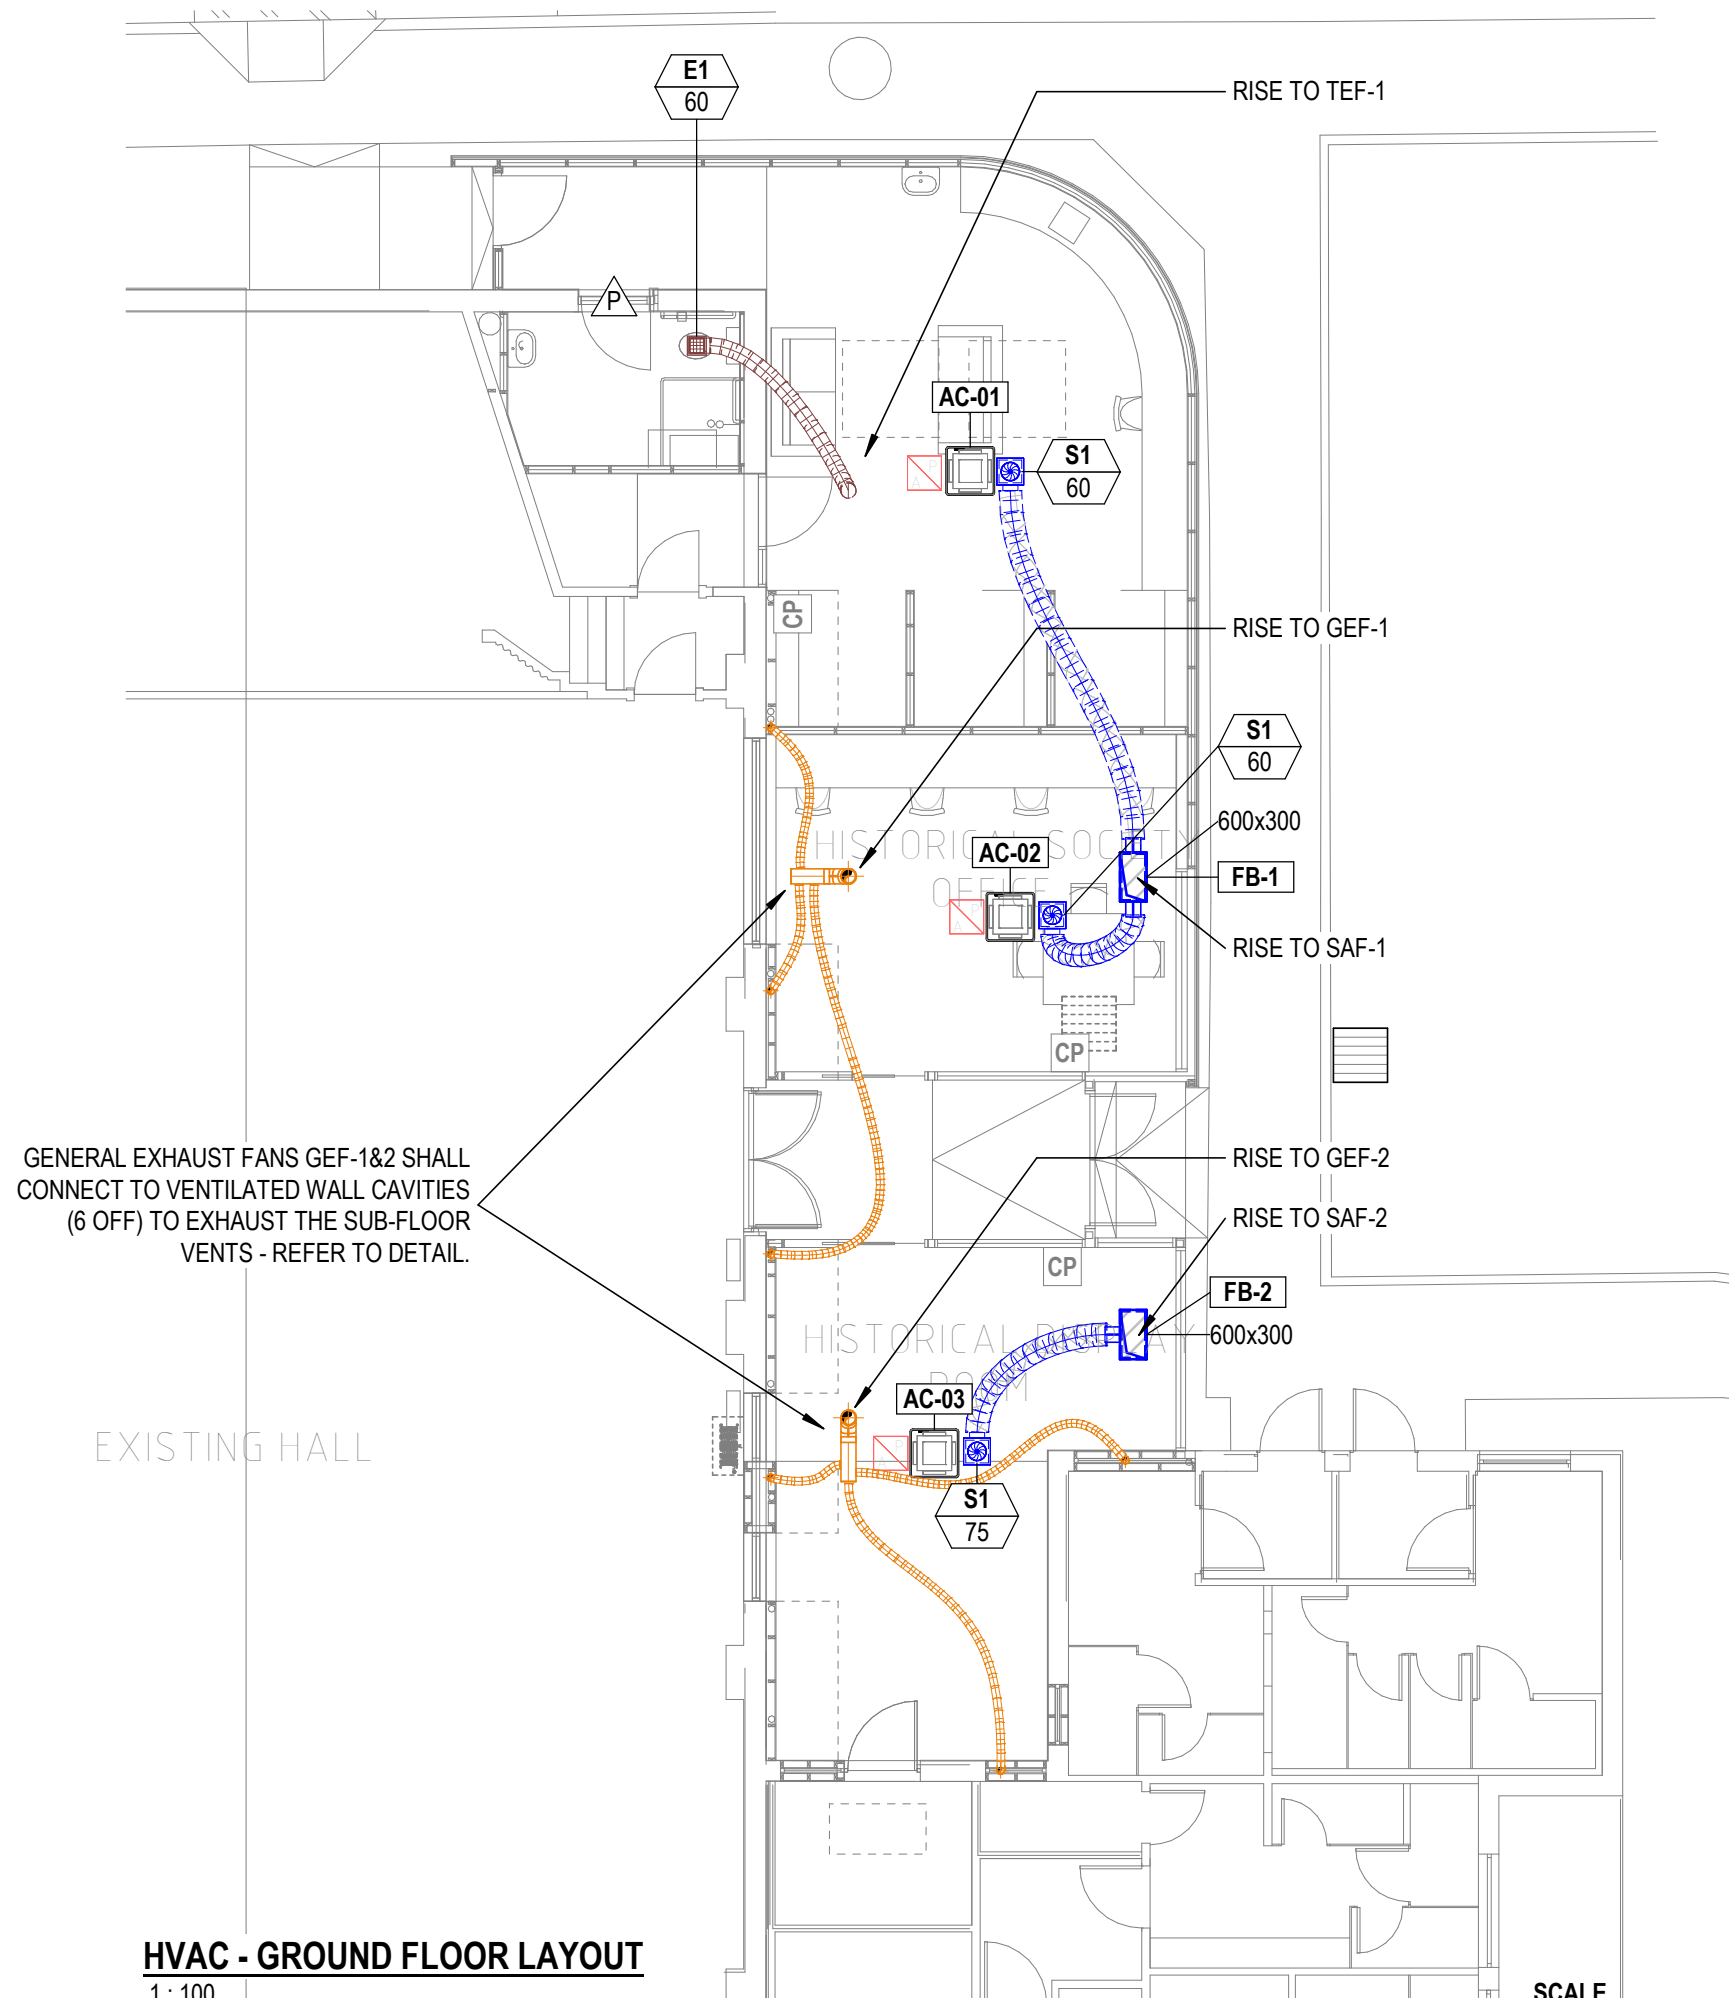 E1
60
RISE TO TEF-1
P
AC-01
P
A
S1
60
CP
RISE TO GEF-1
S1
60
600x300
HISTORICAL SOCIETY
OFFICE
AC-02
P
A
FB-1
RISE TO SAF-1
CP
GENERAL EXHAUST FANS GEF-1&2 SHALL
CONNECT TO VENTILATED WALL CAVITIES
(6 OFF) TO EXHAUST THE SUB-FLOOR
VENTS - REFER TO DETAIL.
RISE TO GEF-2
RISE TO SAF-2
CP
FB-2
600x300
HISTORICAL DISPLAY
ROOM
AC-03
P
A
EXISTING HALL
S1
75
HVAC - GROUND FLOOR LAYOUT
1 : 100
SCALE